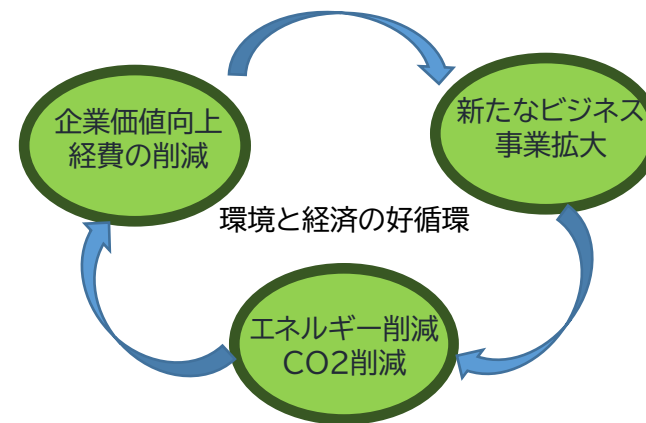 企業価値向上
経費の削減
新たなビジネス
事業拡大
環境と経済の好循環
エネルギー削減
CO2削減